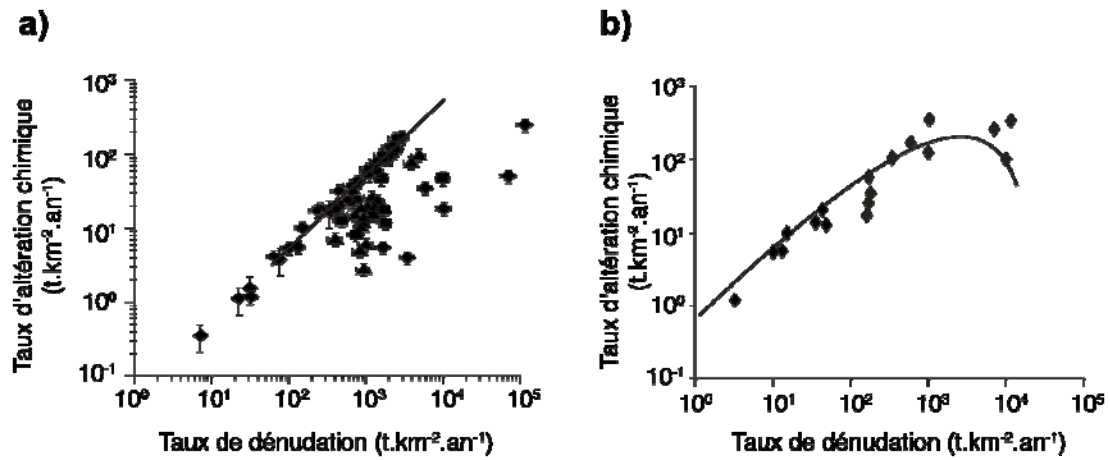 a)
Taux d'altération chimique
(t.km⁻².an⁻¹)
10³
10²
10¹
10⁰
10⁻¹
10⁰ 10¹ 10² 10³ 10⁴ 10⁵
Taux de dénudation (t.km⁻².an⁻¹)
b)
Taux d'altération chimique
(t.km⁻².an⁻¹)
10³
10²
10¹
10⁰
10⁻¹
10⁰ 10¹ 10² 10³ 10⁴ 10⁵
Taux de dénudation (t.km⁻².an⁻¹)